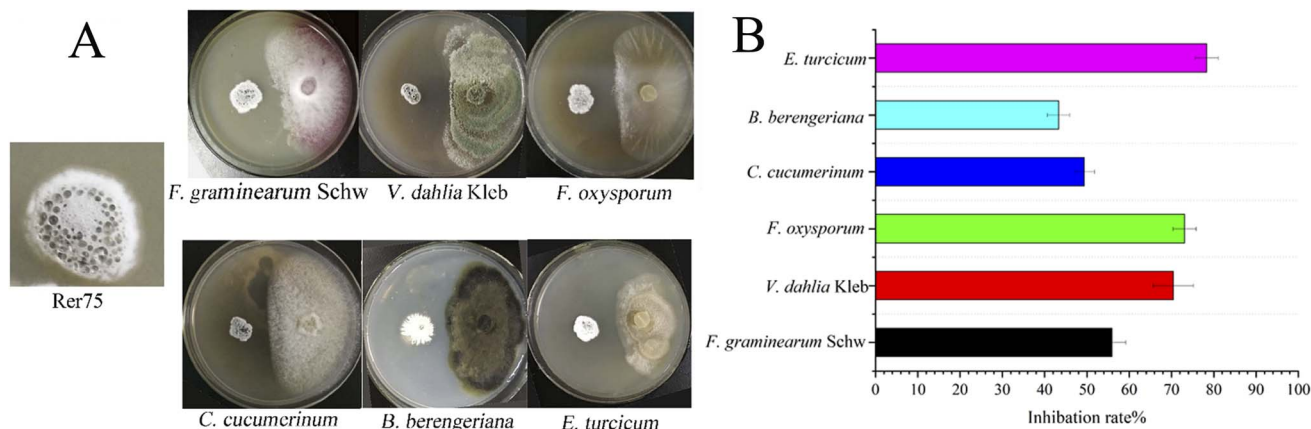 A
F. graminearum Schw V. dahlia Kleb F. oxysporum
Rer75
C. cucumerinum B. berengeriana E. turcicum
B
E. turcicum
B. berengeriana
C. cucumerinum
F. oxysporum
V. dahlia Kleb
F. graminearum Schw
0 10 20 30 40 50 60 70 80 90 100
Inhibation rate%